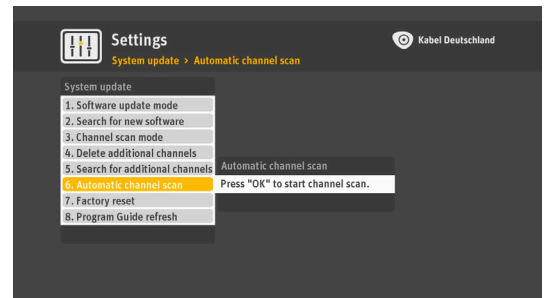 Settings
System update > Automatic channel scan
Kabel Deutschland
System update
1. Software update mode
2. Search for new software
3. Channel scan mode
4. Delete additional channels
5. Search for additional channels
6. Automatic channel scan
7. Factory reset
8. Program Guide refresh
Automatic channel scan
Press "OK" to start channel scan.